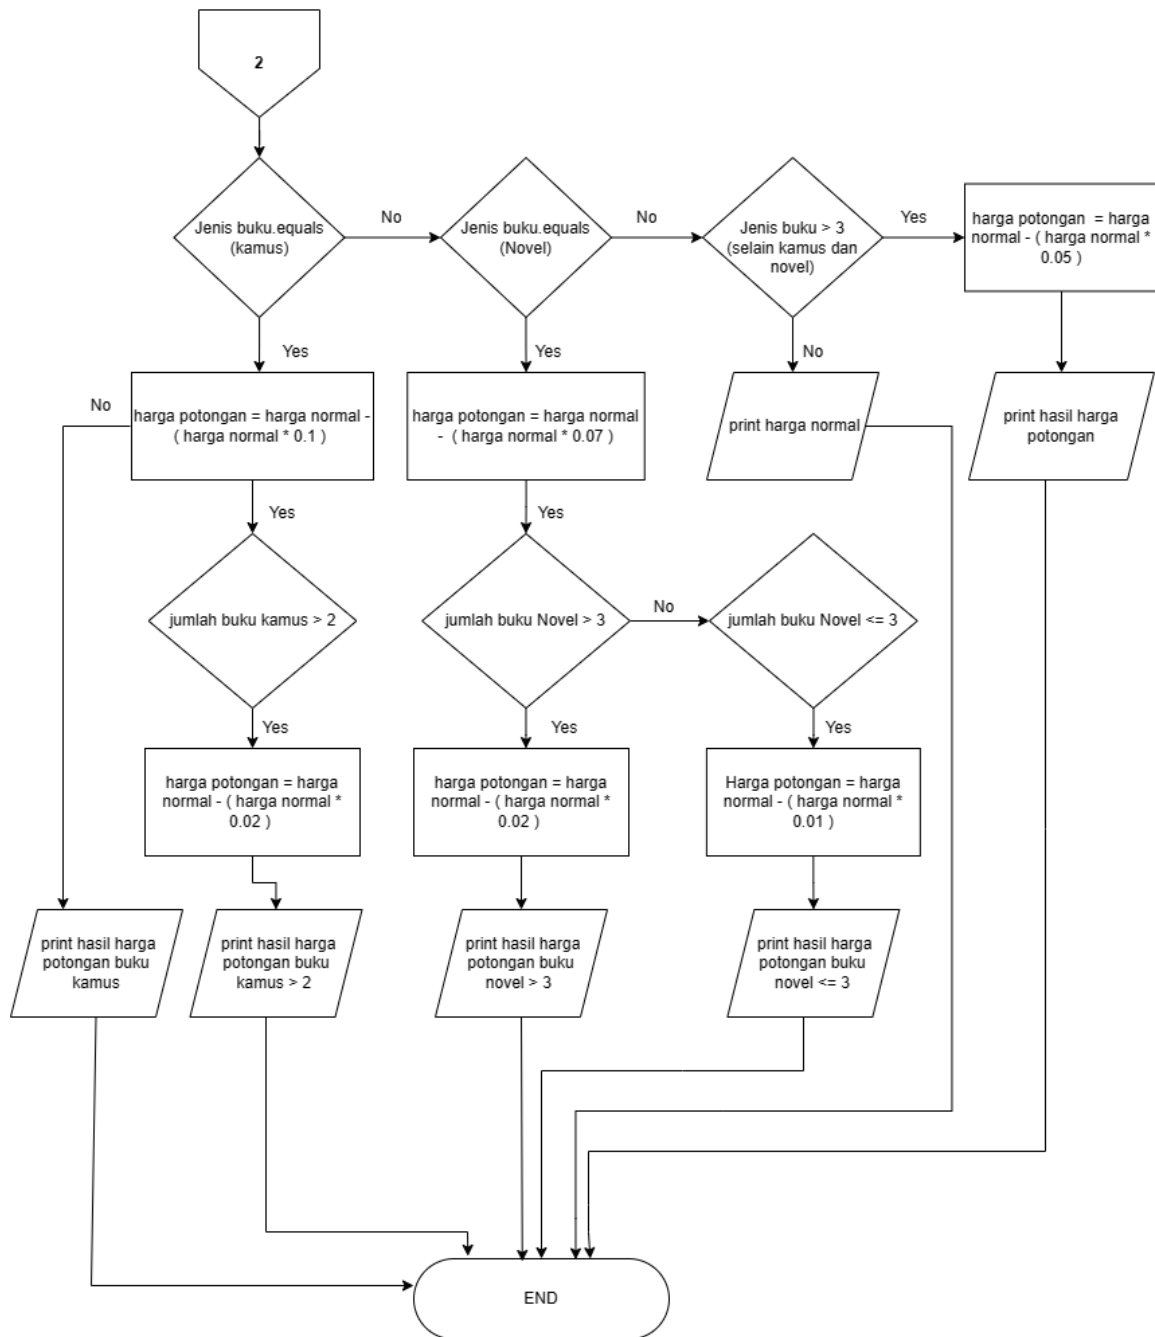 2
Jenis buku.equals
(kamus)
No
Jenis buku.equals
(Novel)
No
Jenis buku > 3
(selain kamus dan
novel)
Yes
harga potongan = harga
normal - ( harga normal *
0.05 )
Yes
Yes
No
No
harga potongan = harga normal -
( harga normal * 0.1 )
harga potongan = harga normal
- ( harga normal * 0.07 )
print harga normal
print hasil harga
potongan
Yes
Yes
jumlah buku kamus > 2
jumlah buku Novel > 3
No
jumlah buku Novel <= 3
Yes
Yes
Yes
harga potongan = harga
normal - ( harga normal *
0.02 )
harga potongan = harga
normal - ( harga normal *
0.02 )
Harga potongan = harga
normal - ( harga normal *
0.01 )
print hasil harga
potongan buku
kamus
print hasil harga
potongan buku
kamus > 2
print hasil harga
potongan buku
novel > 3
print hasil harga
potongan buku
novel <= 3
END